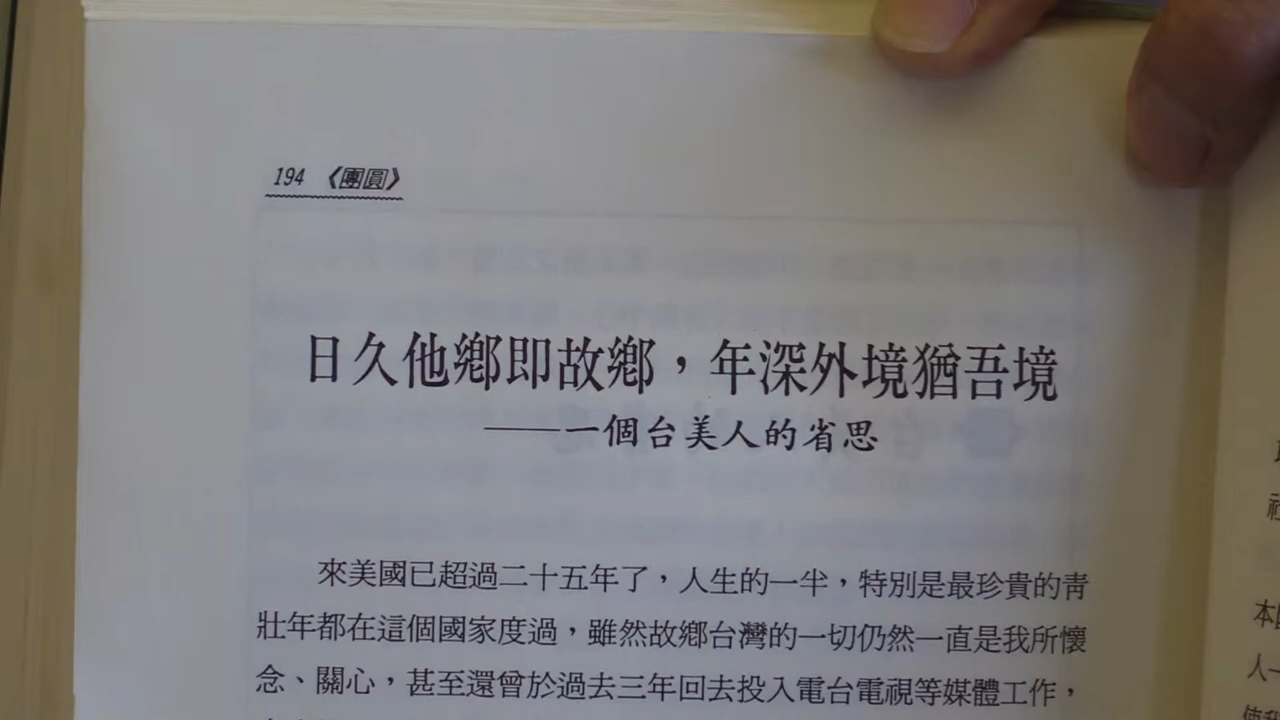 194 《團圓》
日久他鄉即故鄉，年深外境猶吾境
——一個台美人的省思
來美國已超過二十五年了，人生的一半，特別是最珍貴的青
壯年都在這個國家度過，雖然故鄉台灣的一切仍然一直是我所懷
念、關心，甚至還曾於過去三年回去投入電台電視等媒體工作，
本
人